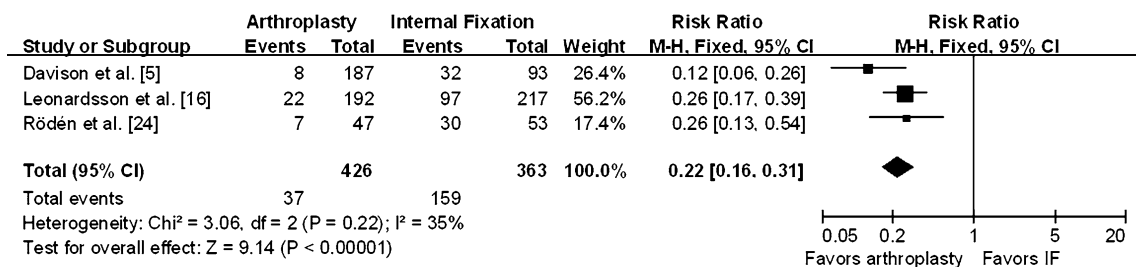 Arthroplasty Internal Fixation Risk Ratio Risk Ratio
Study or Subgroup Events Total Events Total Weight M-H, Fixed, 95% CI M-H, Fixed, 95% CI
Davison et al. [5] 8 187 32 93 26.4% 0.12 [0.06, 0.26]
Leonardsson et al. [16] 22 192 97 217 56.2% 0.26 [0.17, 0.39]
Rödén et al. [24] 7 47 30 53 17.4% 0.26 [0.13, 0.54]
Total (95% CI) 426 363 100.0% 0.22 [0.16, 0.31]
Total events 37 159
Heterogeneity: Chi² = 3.06, df = 2 (P = 0.22); I² = 35%
Test for overall effect: Z = 9.14 (P < 0.00001)
0.05 0.2 1 5 20
Favors arthroplasty Favors IF